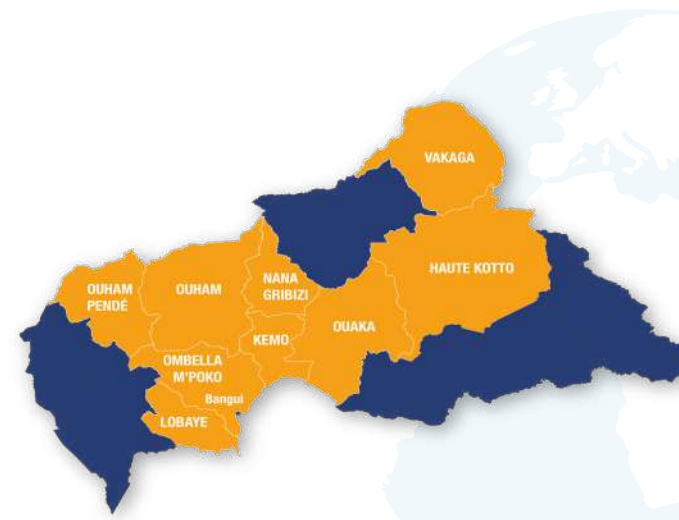 VAKAGA
HAUTE KOTTO
OUHAM
PENDÉ
OUHAM
NANA
GRIBIZI
OUAKA
KEMO
OMBELLA
M'POKO
Bangui
LOBAYE